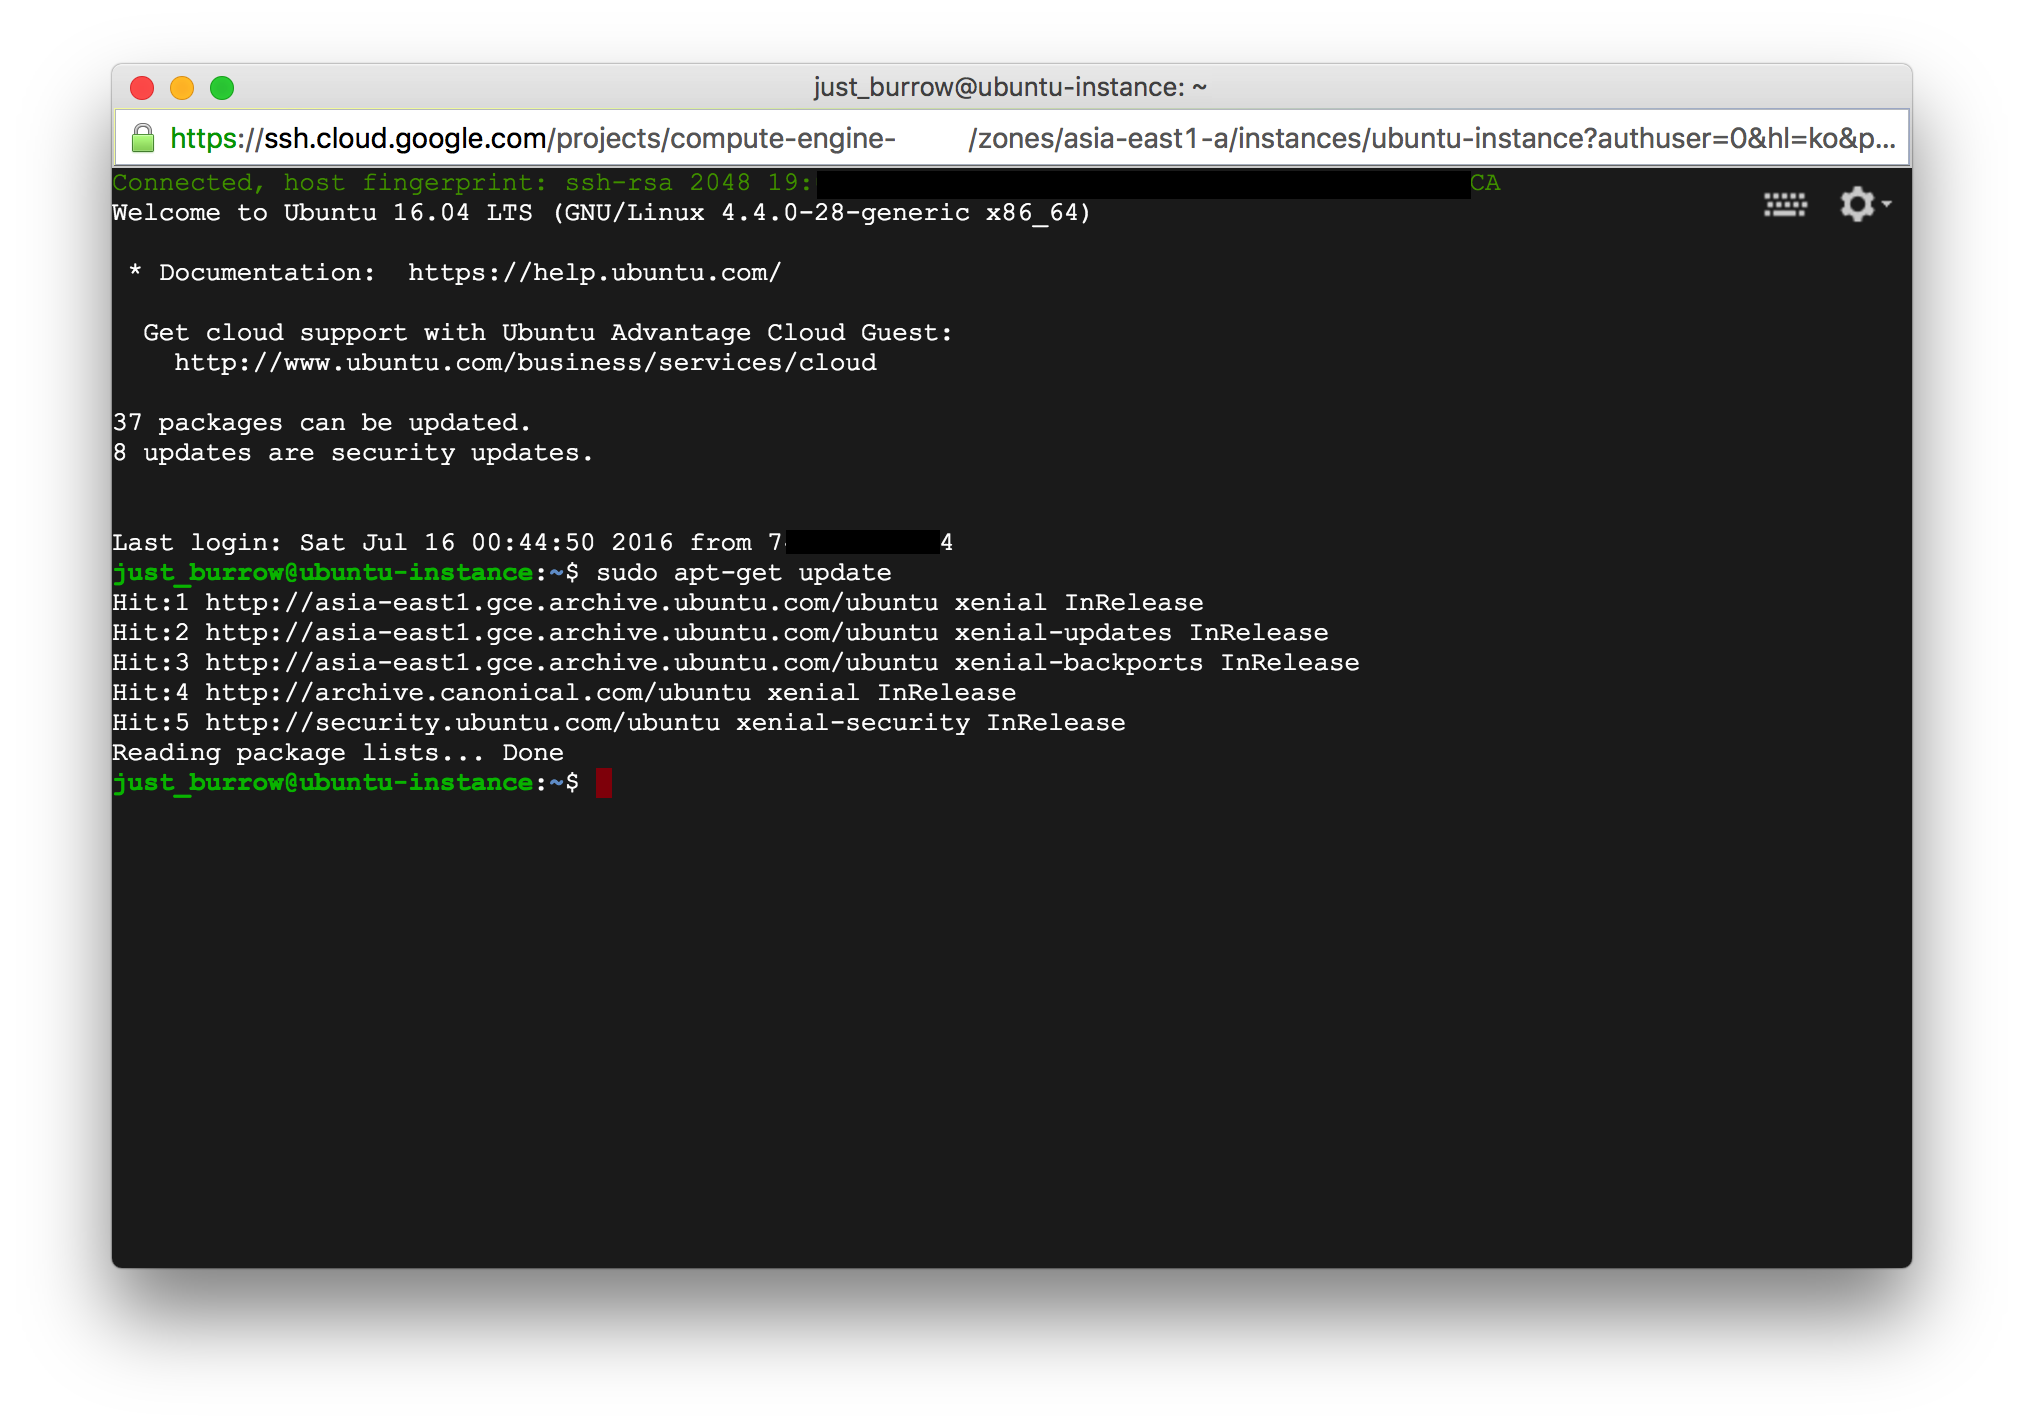 just_burrow@ubuntu-instance: ~
https://ssh.cloud.google.com/projects/compute-engine- /zones/asia-east1-a/instances/ubuntu-instance?authuser=0&hl=ko&p...
Connected, host fingerprint: ssh-rsa 2048 19: CA
Welcome to Ubuntu 16.04 LTS (GNU/Linux 4.4.0-28-generic x86_64)
* Documentation:  https://help.ubuntu.com/
Get cloud support with Ubuntu Advantage Cloud Guest:
http://www.ubuntu.com/business/services/cloud
37 packages can be updated.
8 updates are security updates.
Last login: Sat Jul 16 00:44:50 2016 from 7 4
just_burrow@ubuntu-instance:~$ sudo apt-get update
Hit:1 http://asia-east1.gce.archive.ubuntu.com/ubuntu xenial InRelease
Hit:2 http://asia-east1.gce.archive.ubuntu.com/ubuntu xenial-updates InRelease
Hit:3 http://asia-east1.gce.archive.ubuntu.com/ubuntu xenial-backports InRelease
Hit:4 http://archive.canonical.com/ubuntu xenial InRelease
Hit:5 http://security.ubuntu.com/ubuntu xenial-security InRelease
Reading package lists... Done
just_burrow@ubuntu-instance:~$